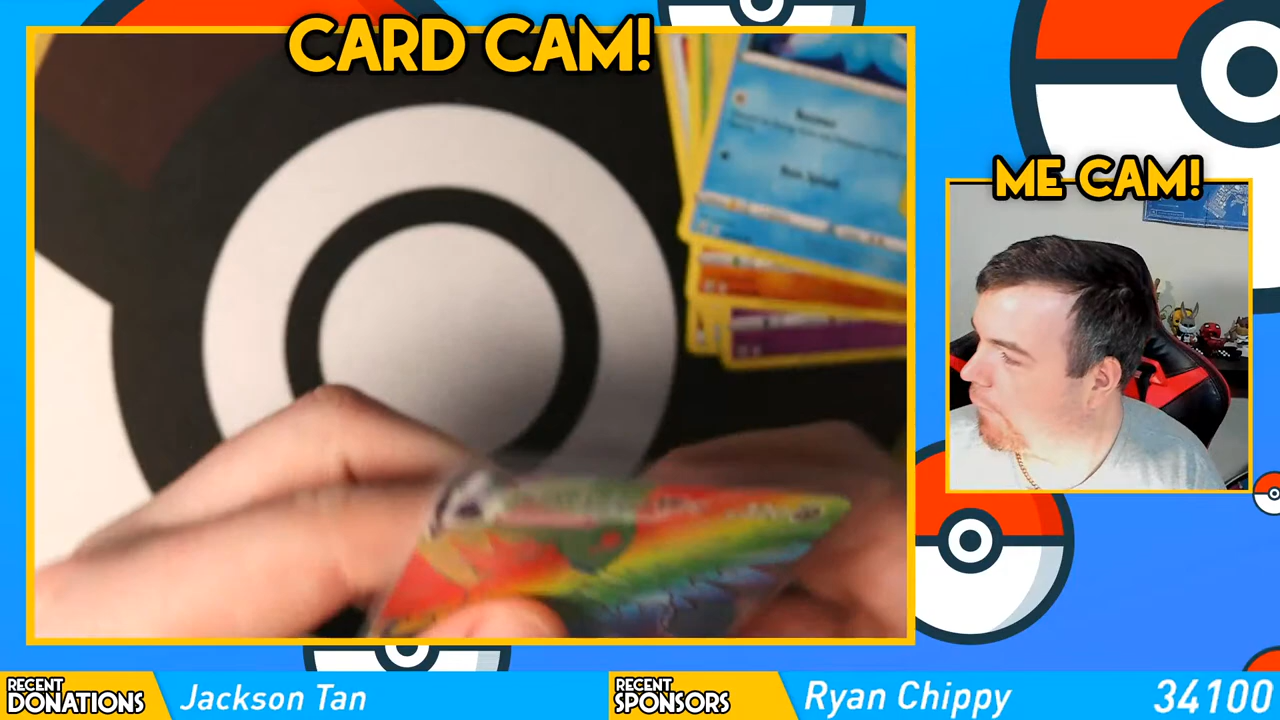 CARD CAM!
ME CAM!
RECENT DONATIONS Jackson Tan
RECENT SPONSORS Ryan Chippy 34100